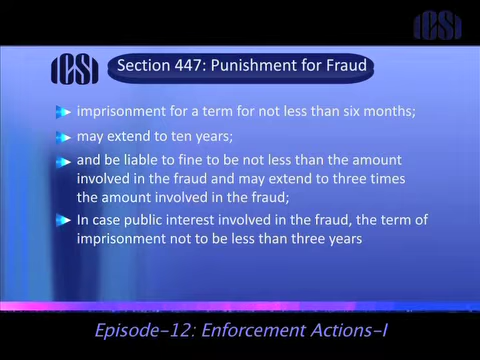 ICSI
ICSI
Section 447: Punishment for Fraud
imprisonment for a term for not less than six months;
may extend to ten years;
and be liable to fine to be not less than the amount
involved in the fraud and may extend to three times
the amount involved in the fraud;
In case public interest involved in the fraud, the term of
imprisonment not to be less than three years
Episode-12: Enforcement Actions-I